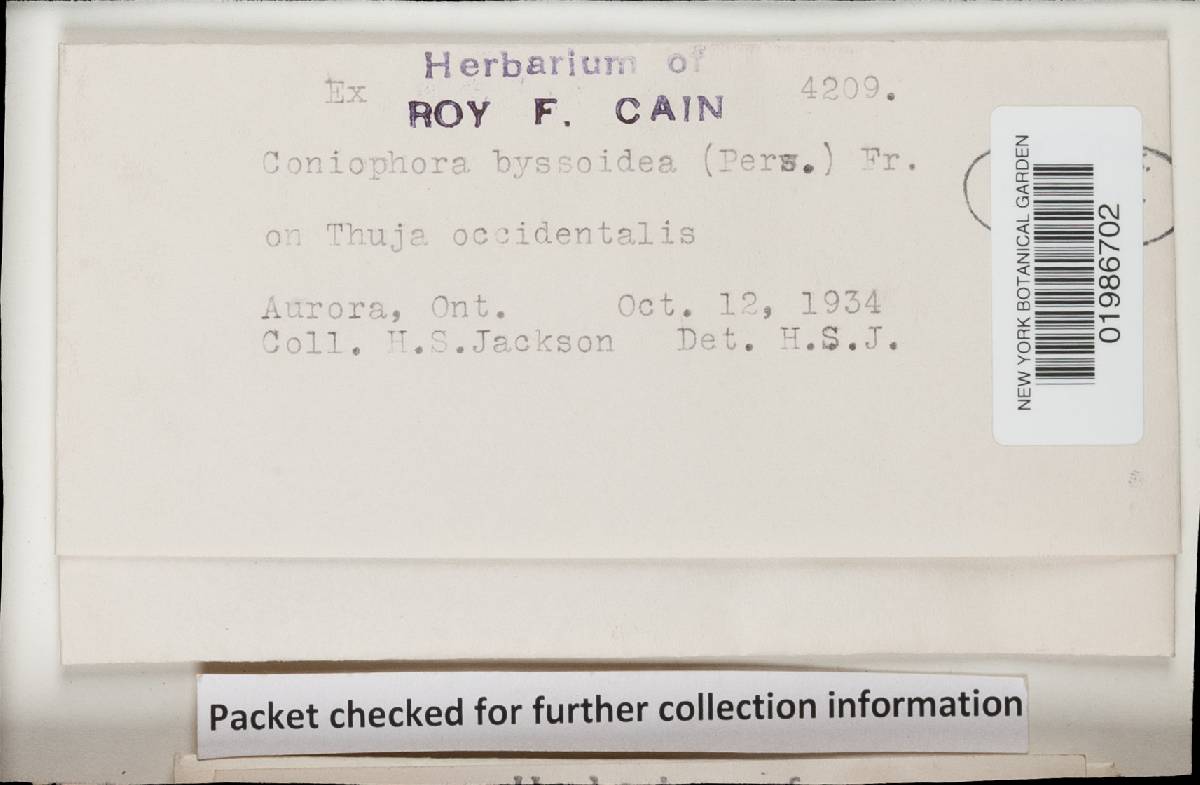 Herbarium of
Ex ROY F. CAIN 4209.
Coniophora byssoidea (Pers.) Fr.
on Thuja occidentalis
Aurora, Ont. Oct. 12, 1934
Coll. H.S.Jackson Det. H.S.J.
NEW YORK BOTANICAL GARDEN
01986702
Packet checked for further collection information